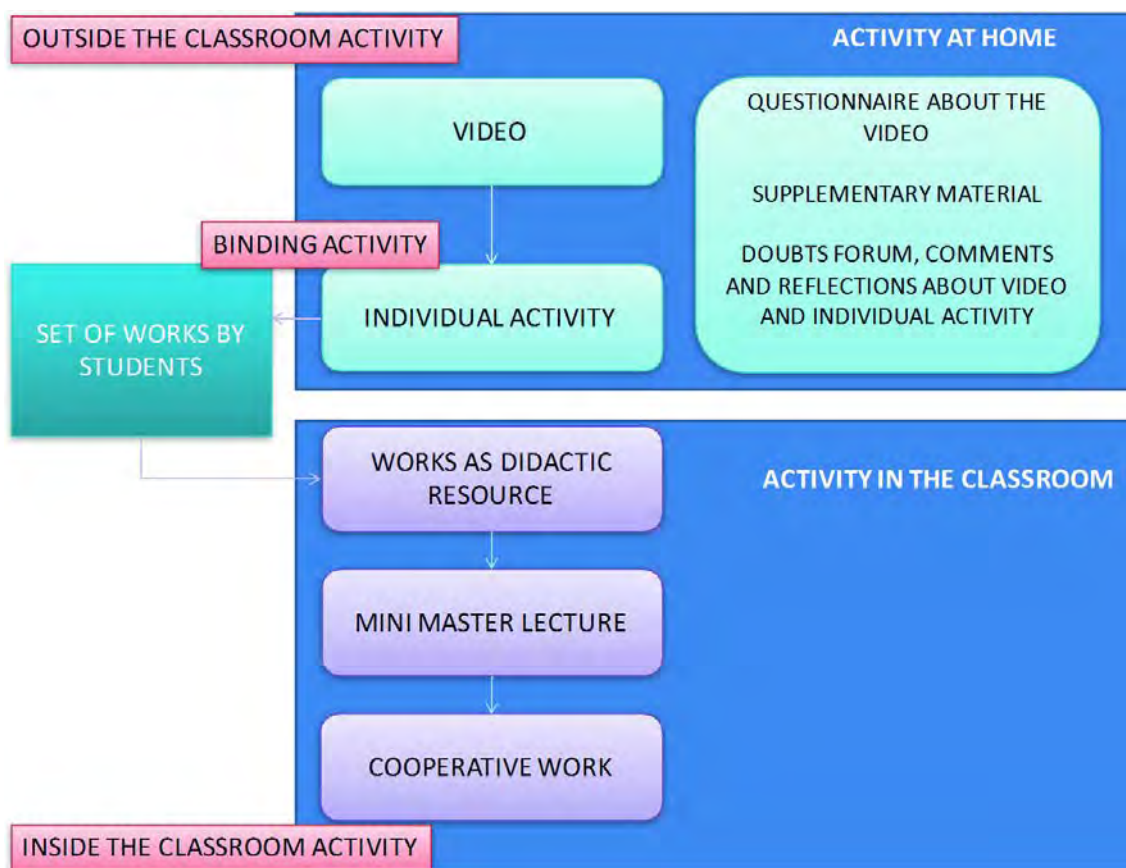 OUTSIDE THE CLASSROOM ACTIVITY
ACTIVITY AT HOME
VIDEO
QUESTIONNAIRE ABOUT THE
VIDEO
SUPPLEMENTARY MATERIAL
DOUBTS FORUM, COMMENTS
AND REFLECTIONS ABOUT VIDEO
AND INDIVIDUAL ACTIVITY
BINDING ACTIVITY
INDIVIDUAL ACTIVITY
SET OF WORKS BY
STUDENTS
WORKS AS DIDACTIC
RESOURCE
ACTIVITY IN THE CLASSROOM
MINI MASTER LECTURE
COOPERATIVE WORK
INSIDE THE CLASSROOM ACTIVITY